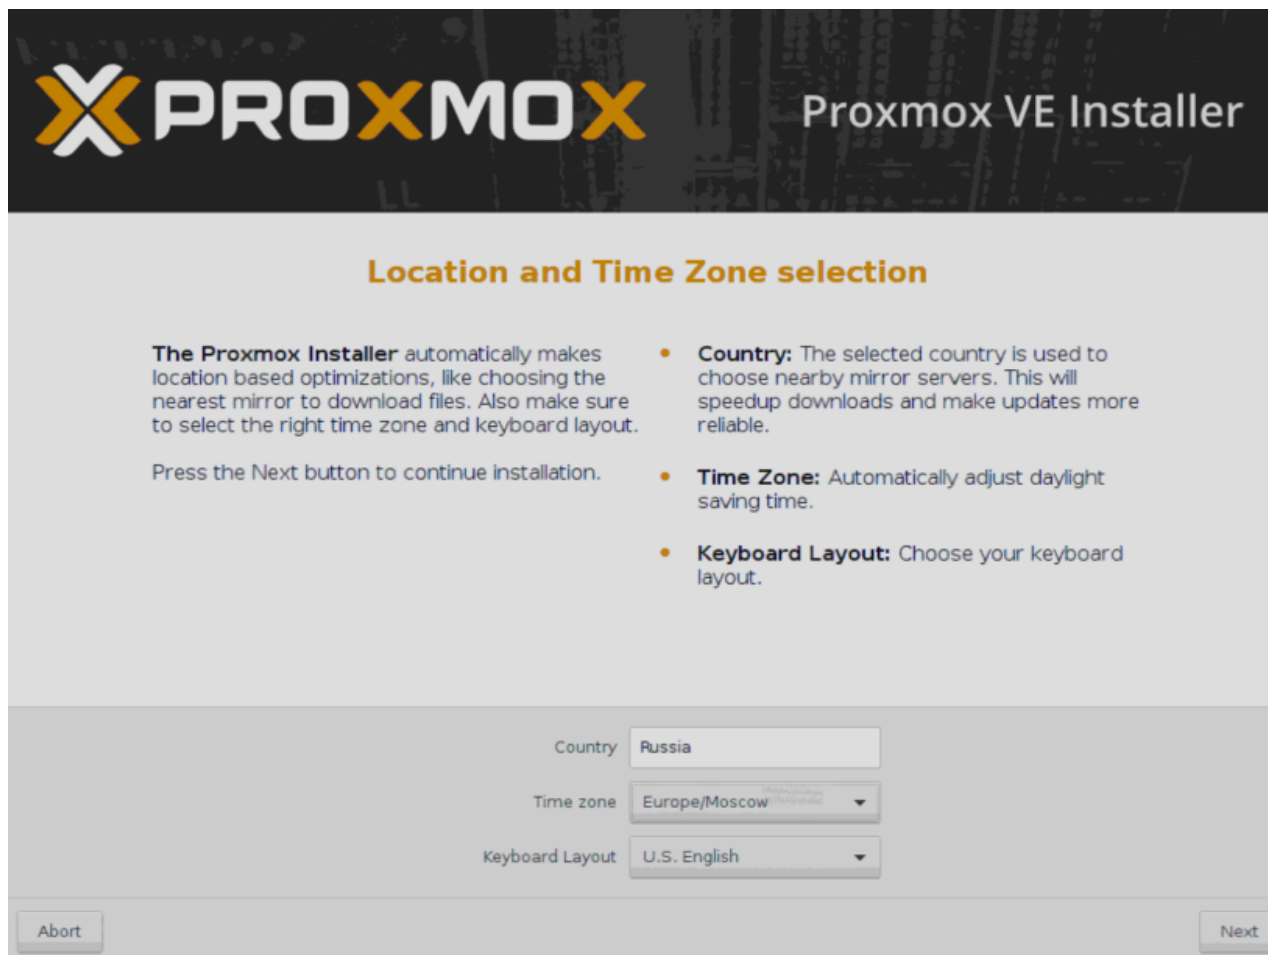 PROXMOX
Proxmox VE Installer
Location and Time Zone selection
The Proxmox Installer automatically makes
location based optimizations, like choosing the
nearest mirror to download files. Also make sure
to select the right time zone and keyboard layout.
Press the Next button to continue installation.
• Country: The selected country is used to
choose nearby mirror servers. This will
speedup downloads and make updates more
reliable.
• Time Zone: Automatically adjust daylight
saving time.
• Keyboard Layout: Choose your keyboard
layout.
Country Russia
Time zone Europe/Moscow
Keyboard Layout U.S. English
Abort
Next